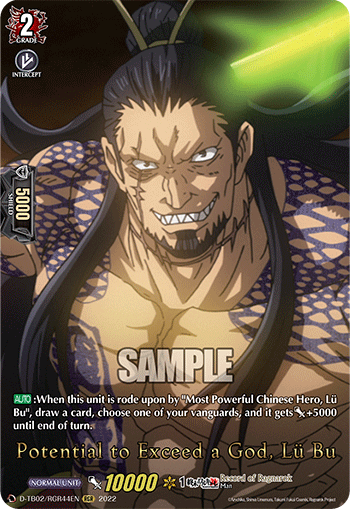 2
GRADE
INTERCEPT
5000
SHIELD
SAMPLE
AUTO :When this unit is rode upon by "Most Powerful Chinese Hero, Lü
Bu", draw a card, choose one of your vanguards, and it gets +5000
until end of turn.
Potential to Exceed a God, Lü Bu
NORMAL UNIT
10000 1 Record of Ragnarok
Man
D-TB02/RGR44EN RGR 2022